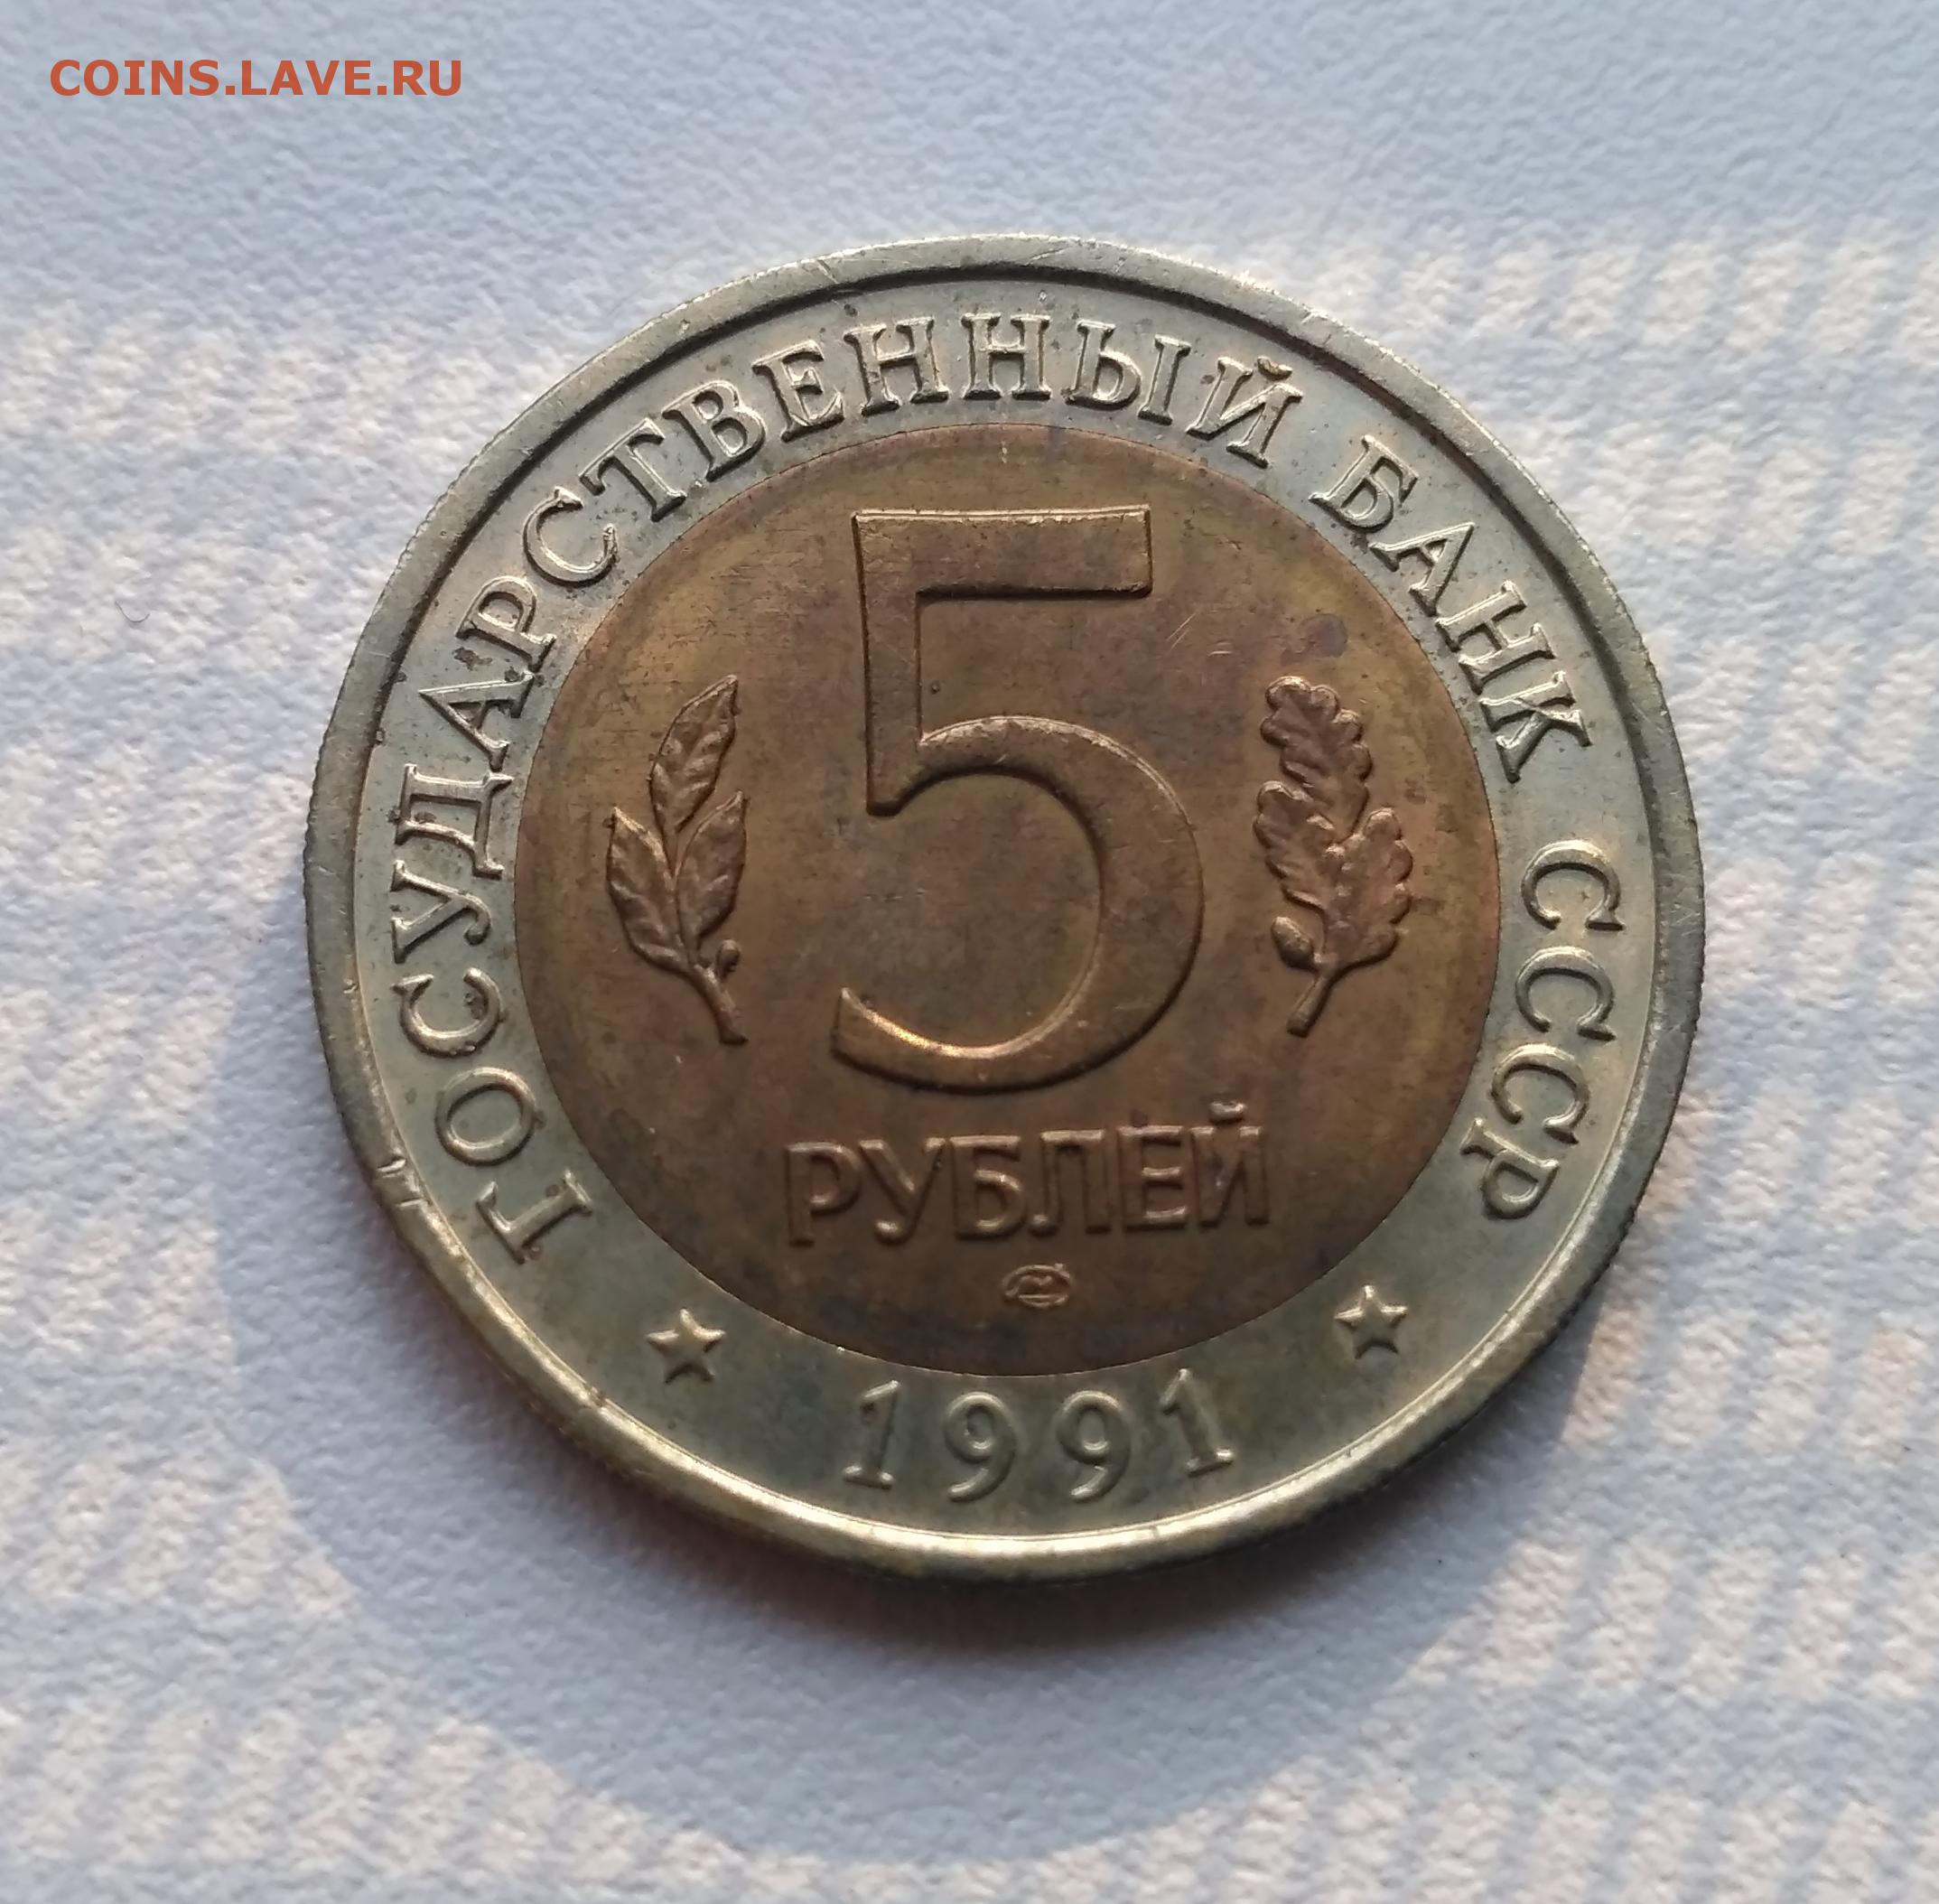 COINS.LAVE.RU
ГОСУДАРСТВЕННЫЙ БАНК СССР
5
РУБЛЕЙ
1991